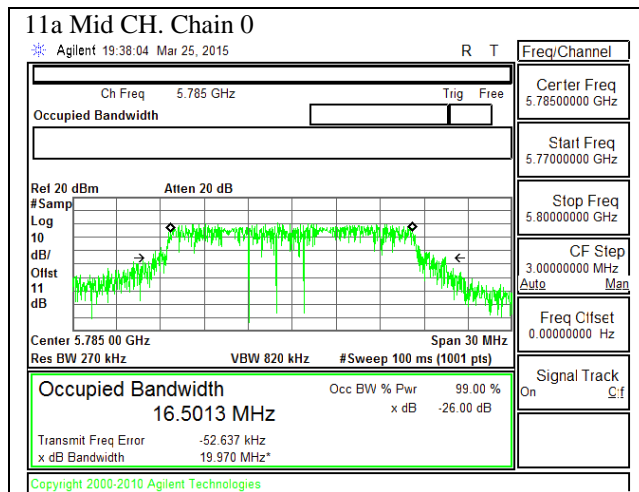 11a Mid CH. Chain 0
Agilent 19:38:04 Mar 25, 2015 R T
Freq/Channel
Ch Freq 5.785 GHz Trig Free
Occupied Bandwidth
Center Freq
5.78500000 GHz
Start Freq
5.77000000 GHz
Stop Freq
5.80000000 GHz
CF Step
3.00000000 MHz
Auto Man
Freq Offset
0.00000000 Hz
Signal Track
On Off
Ref 20 dBm Atten 20 dB
#Samp
Log
10
dB/
Offst
11
dB
Center 5.785 00 GHz Span 30 MHz
Res BW 270 kHz VBW 820 kHz #Sweep 100 ms (1001 pts)
Occupied Bandwidth Occ BW % Pwr 99.00 %
16.5013 MHz x dB -26.00 dB
Transmit Freq Error -52.637 kHz
x dB Bandwidth 19.970 MHz*
Copyright 2000-2010 Agilent Technologies